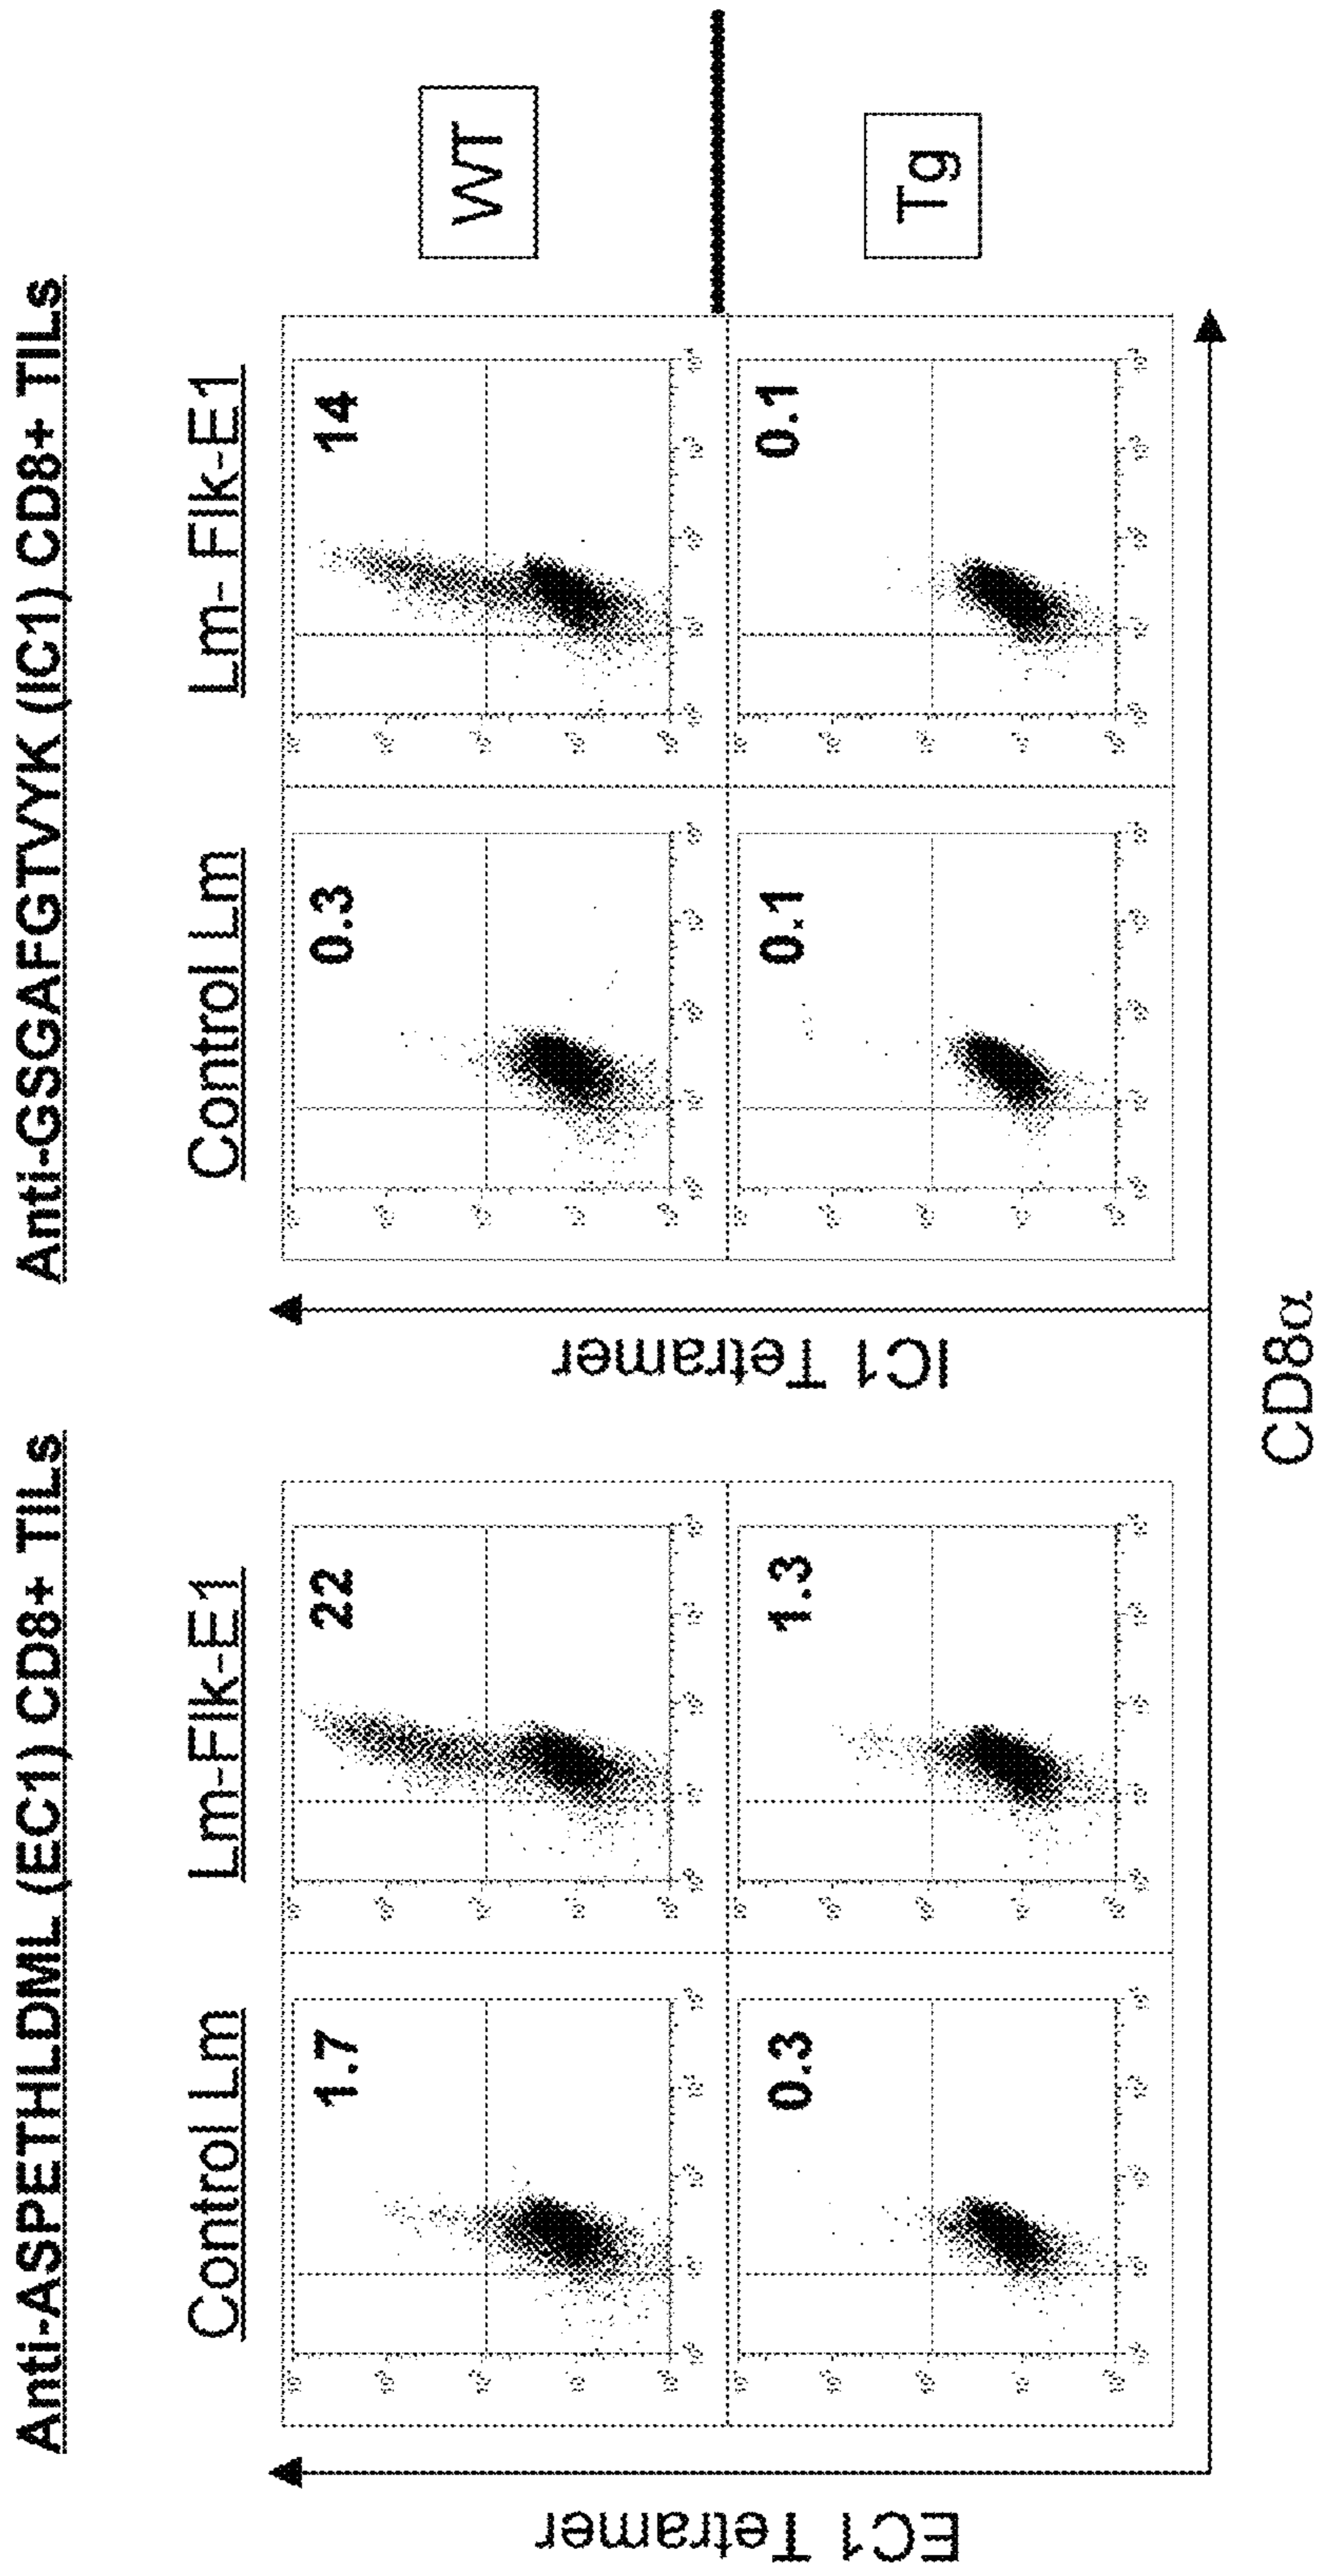 Anti-ASPETHLDML (EC1) CD8+ TILs
Anti-GSGAFGTVYK (IC1) CD8+ TILs
Control Lm
Lm-Flk-E1
Control Lm
Lm- Flk-E1
1.7
22
0.3
14
WT
0.3
1.3
0.1
0.1
Tg
EC1 Tetramer
IC1 Tetramer
CD8α